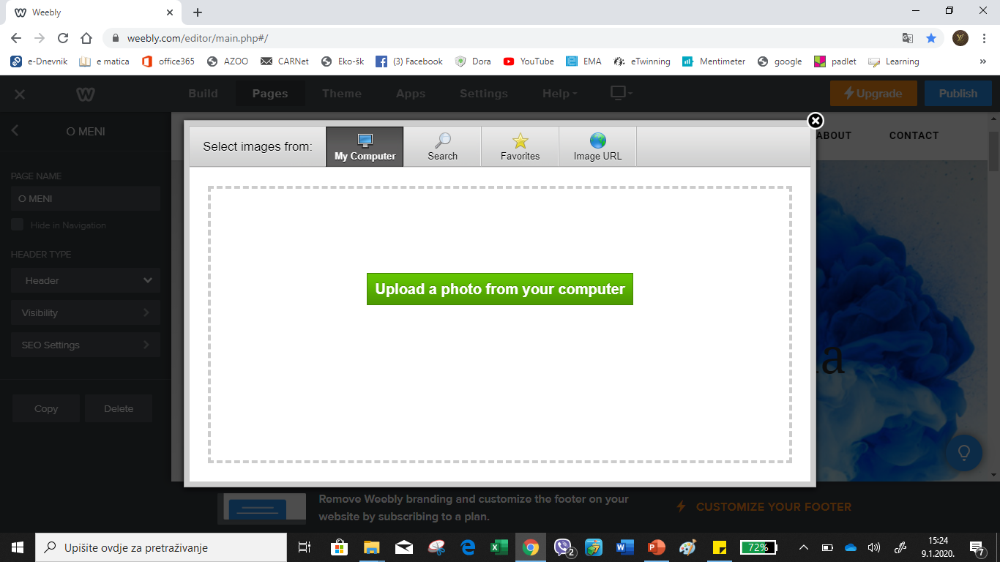 Weebly
weebly.com/editor/main.php#/
e-Dnevnik e matica office365 AZOO CARNet Eko-šk (3) Facebook Dora YouTube EMA eTwinning Mentimeter google padlet Learning »
Build Pages Theme Apps Settings Help Upgrade Publish
O MENI
PAGE NAME
O MENI
Hide in Navigation
HEADER TYPE
Header
Visibility
SEO Settings
Copy Delete
Select images from: My Computer Search Favorites Image URL
Upload a photo from your computer
ABOUT CONTACT
a
Remove Weebly branding and customize the footer on your
website by subscribing to a plan.
CUSTOMIZE YOUR FOOTER
Upišite ovdje za pretraživanje
2
72%
15:24
9.1.2020.
7